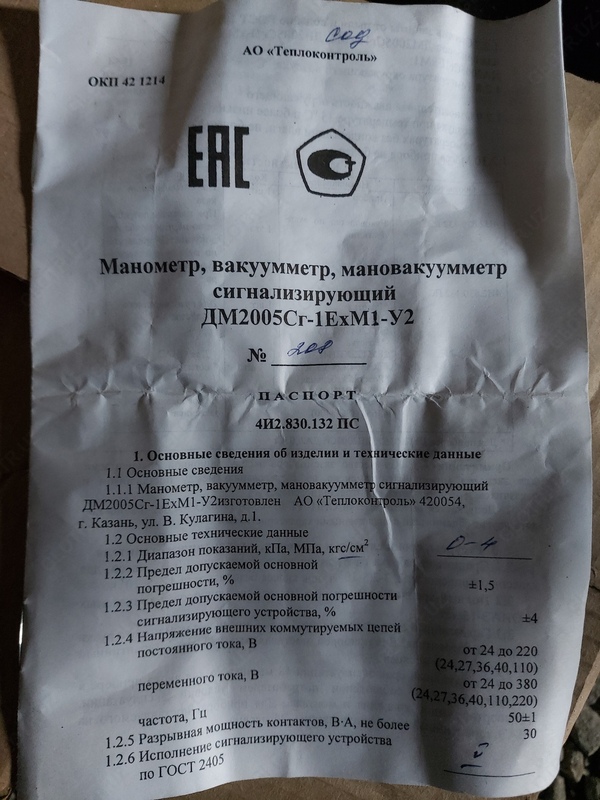 сод
АО «Теплоконтроль»
ОКП 42 1214
ЕАС
Манометр, вакуумметр, мановакуумметр
сигнализирующий
ДМ2005Сг-1ЕхМ1-У2
№ 208
ПАСПОРТ
4И2.830.132 ПС
1. Основные сведения об изделии и технические данные
1.1 Основные сведения
1.1.1 Манометр, вакуумметр, мановакуумметр сигнализирующий
ДМ2005Сг-1ЕхМ1-У2изготовлен АО «Теплоконтроль» 420054,
г. Казань, ул. В. Кулагина, д.1.
1.2 Основные технические данные
1.2.1 Диапазон показаний, кПа, МПа, кгс/см² 0-4
1.2.2 Предел допускаемой основной
погрешности, % ±1,5
1.2.3 Предел допускаемой основной погрешности
сигнализирующего устройства, % ±4
1.2.4 Напряжение внешних коммутируемых цепей
постоянного тока, В от 24 до 220
(24,27,36,40,110)
переменного тока, В от 24 до 380
(24,27,36,40,110,220)
частота, Гц 50±1
1.2.5 Разрывная мощность контактов, В·А, не более 30
1.2.6 Исполнение сигнализирующего устройства
по ГОСТ 2405 V